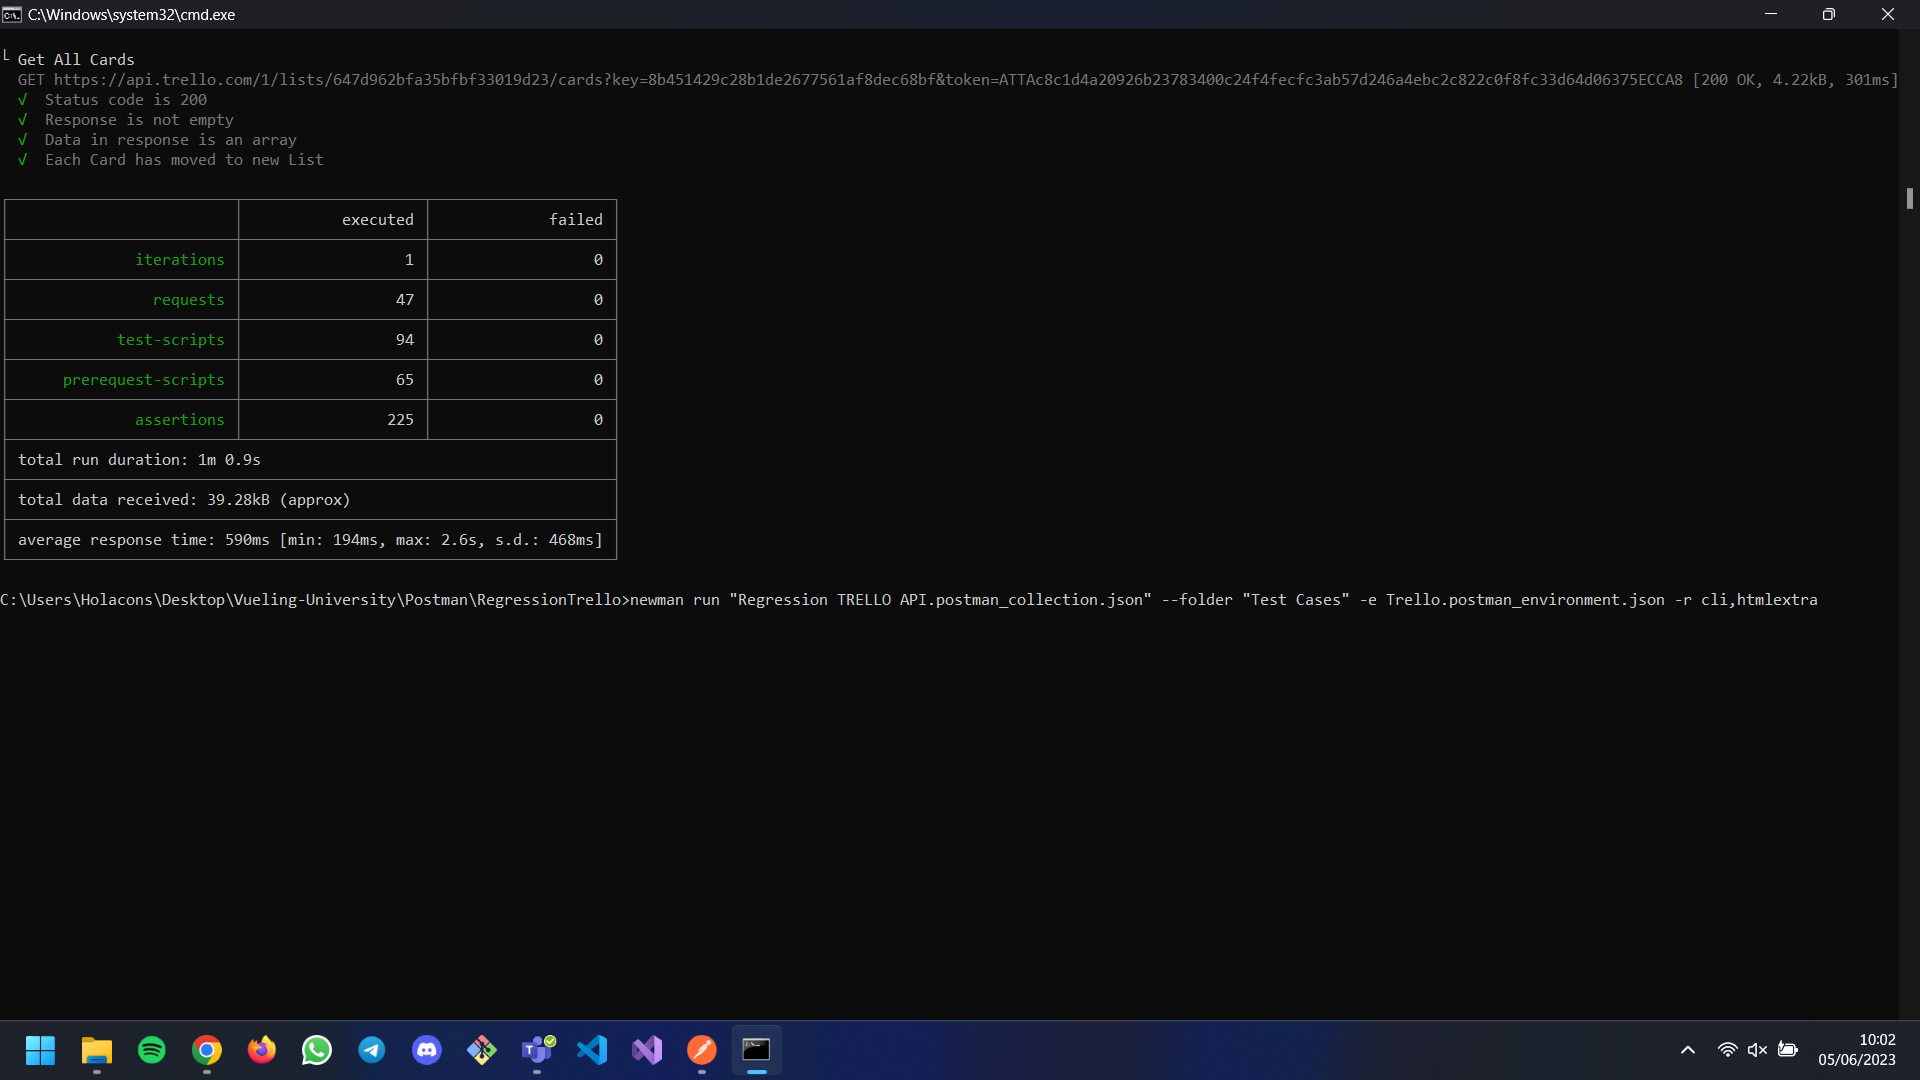 C:\Windows\system32\cmd.exe
Get All Cards
GET https://api.trello.com/1/lists/647d962bfa35bfbf33019d23/cards?key=8b451429c28b1de2677561af8dec68bf&token=ATTAc8c1d4a20926b23783400c24f4fecfc3ab57d246a4ebc2c822c0f8fc33d64d06375ECCA8 [200 OK, 4.22kB, 301ms]
√ Status code is 200
√ Response is not empty
√ Data in response is an array
√ Each Card has moved to new List
executed failed
iterations 1 0
requests 47 0
test-scripts 94 0
prerequest-scripts 65 0
assertions 225 0
total run duration: 1m 0.9s
total data received: 39.28kB (approx)
average response time: 590ms [min: 194ms, max: 2.6s, s.d.: 468ms]
C:\Users\Holacons\Desktop\Vueling-University\Postman\RegressionTrello>newman run "Regression TRELLO API.postman_collection.json" --folder "Test Cases" -e Trello.postman_environment.json -r cli,htmlextra
10:02
05/06/2023